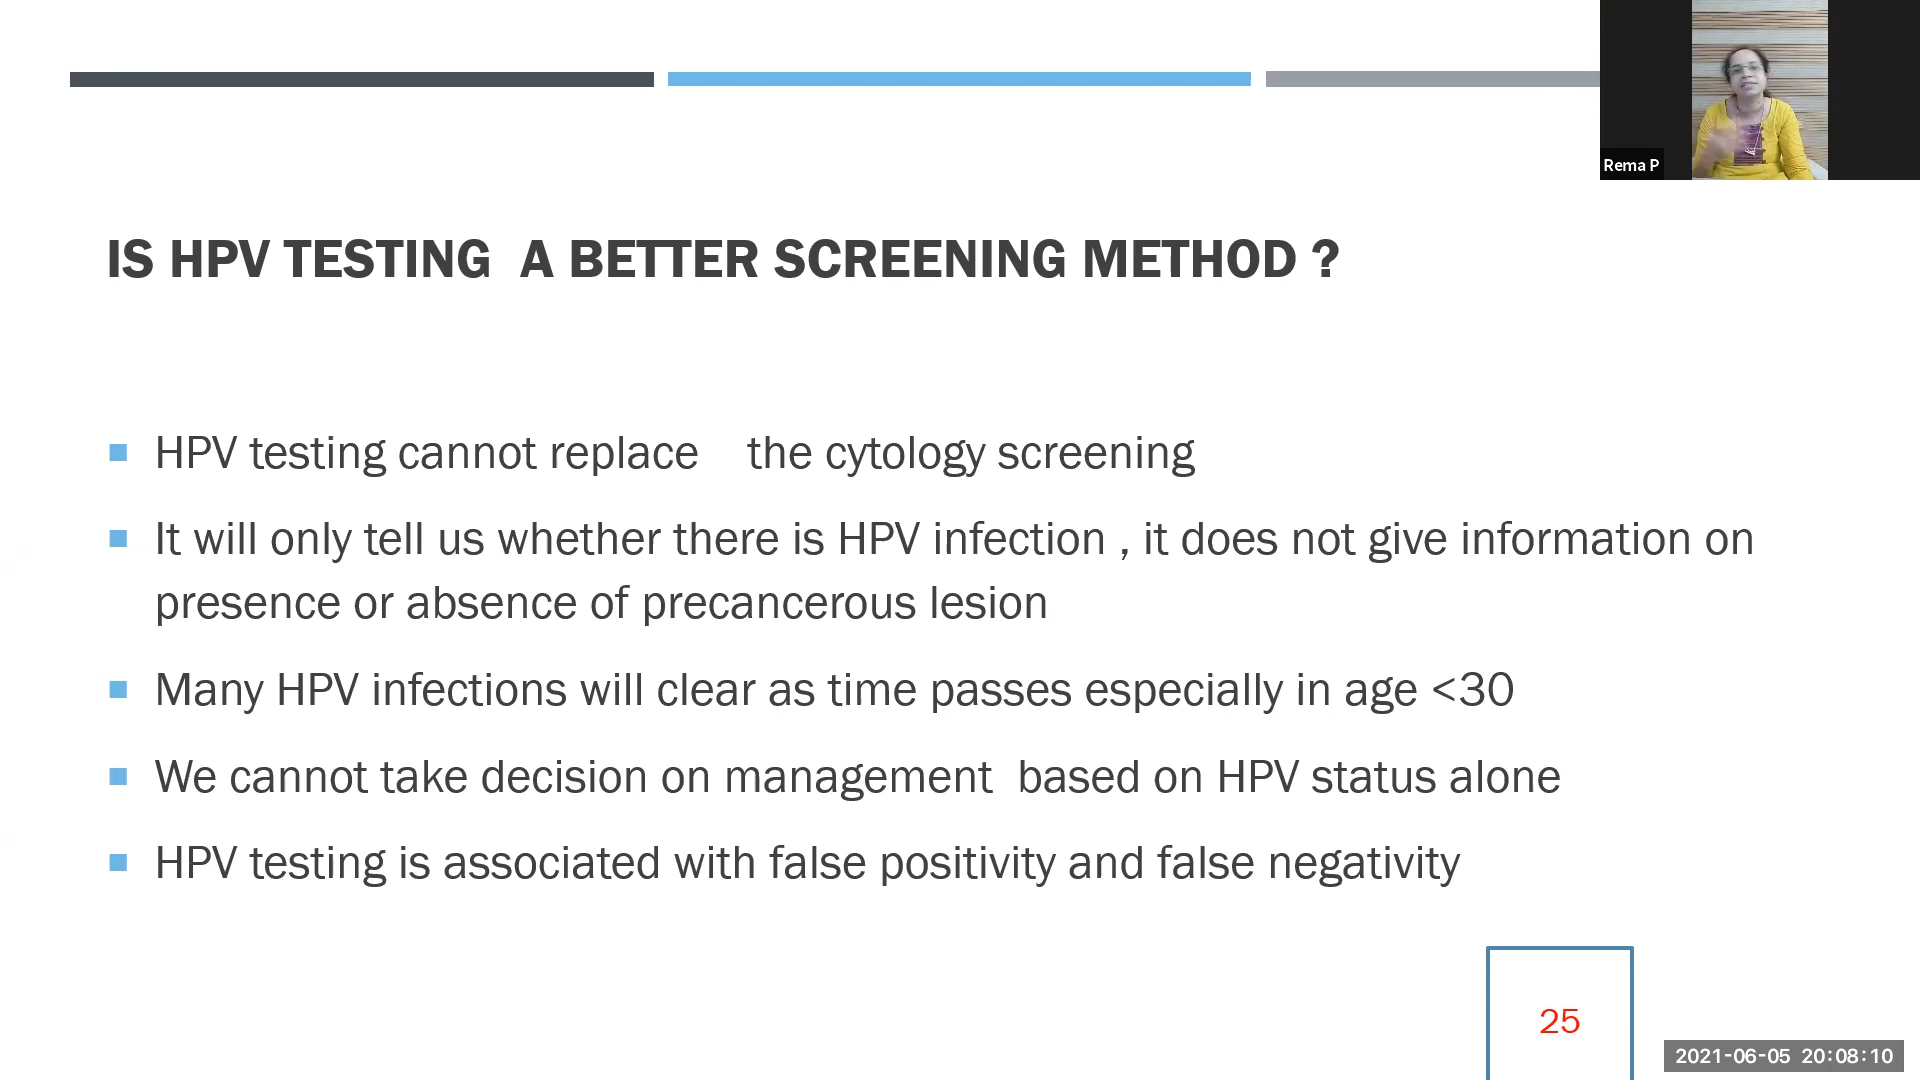 Rema P
IS HPV TESTING A BETTER SCREENING METHOD ?
HPV testing cannot replace the cytology screening
It will only tell us whether there is HPV infection , it does not give information on
presence or absence of precancerous lesion
Many HPV infections will clear as time passes especially in age <30
We cannot take decision on management based on HPV status alone
HPV testing is associated with false positivity and false negativity
25
2021-06-05 20:08:10